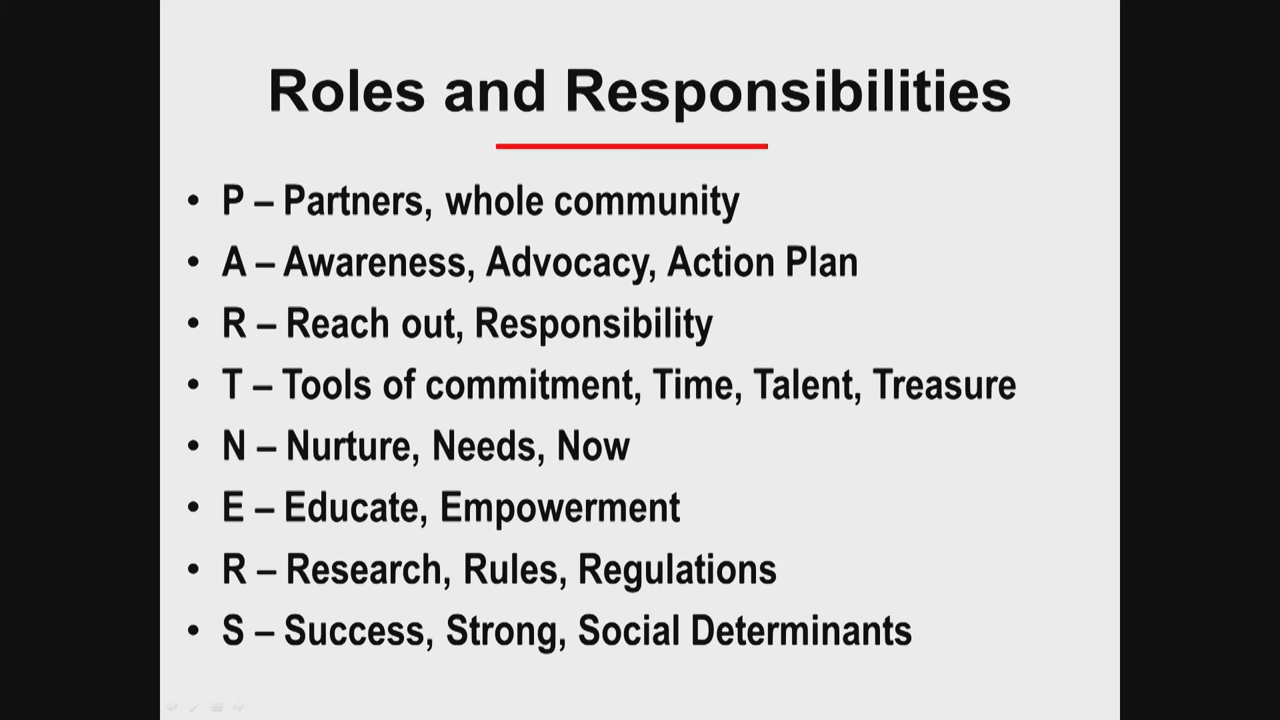 Roles and Responsibilities
• P – Partners, whole community
• A – Awareness, Advocacy, Action Plan
• R – Reach out, Responsibility
• T – Tools of commitment, Time, Talent, Treasure
• N – Nurture, Needs, Now
• E – Educate, Empowerment
• R – Research, Rules, Regulations
• S – Success, Strong, Social Determinants